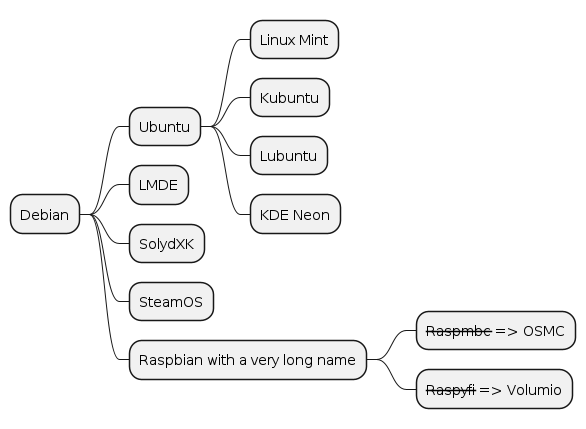 Debian
Ubuntu
Linux Mint
Kubuntu
Lubuntu
KDE Neon
LMDE
SolydXK
SteamOS
Raspbian with a very long name
Raspmbc => OSMC
Raspyfi => Volumio